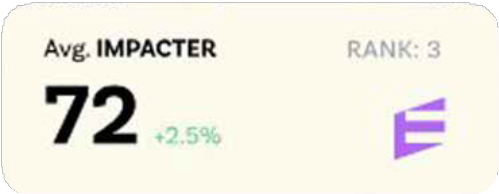 Avg. IMPACTER
RANK: 3
72 +2.5%